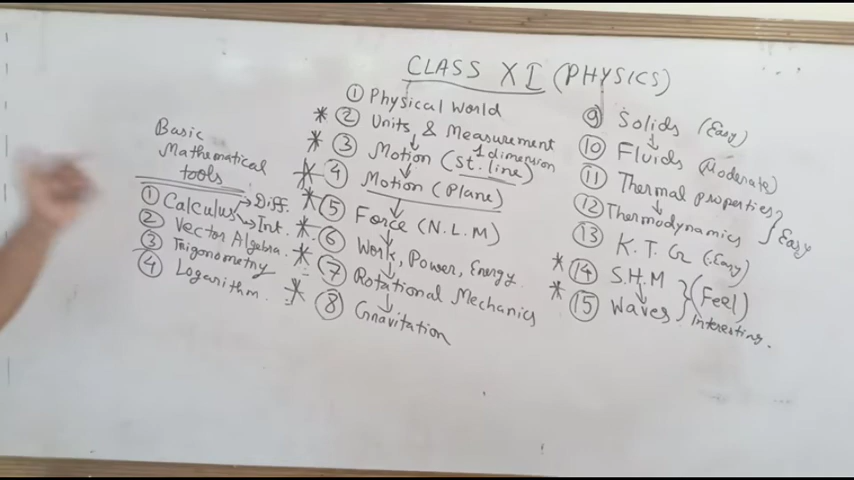 CLASS XI (PHYSICS)
Basic
Mathematical
tools
① Calculus → Diff.
→ Int.
② Vector Algebra.
③ Trigonometry
④ Logarithm.
① Physical World
* ② Units & Measurement
* ③ Motion (St. line) 1 dimension
* ④ Motion (Plane)
* ⑤ Force (N.L.M)
* ⑥ Work, Power, Energy.
* ⑦ Rotational Mechanics
* ⑧ Gravitation
⑨ Solids (Easy)
⑩ Fluids (Moderate)
⑪ Thermal properties
⑫ Thermodynamics } Easy
⑬ K.T.G (Easy)
* ⑭ S.H.M
* ⑮ Waves } (Feel)
Interesting.